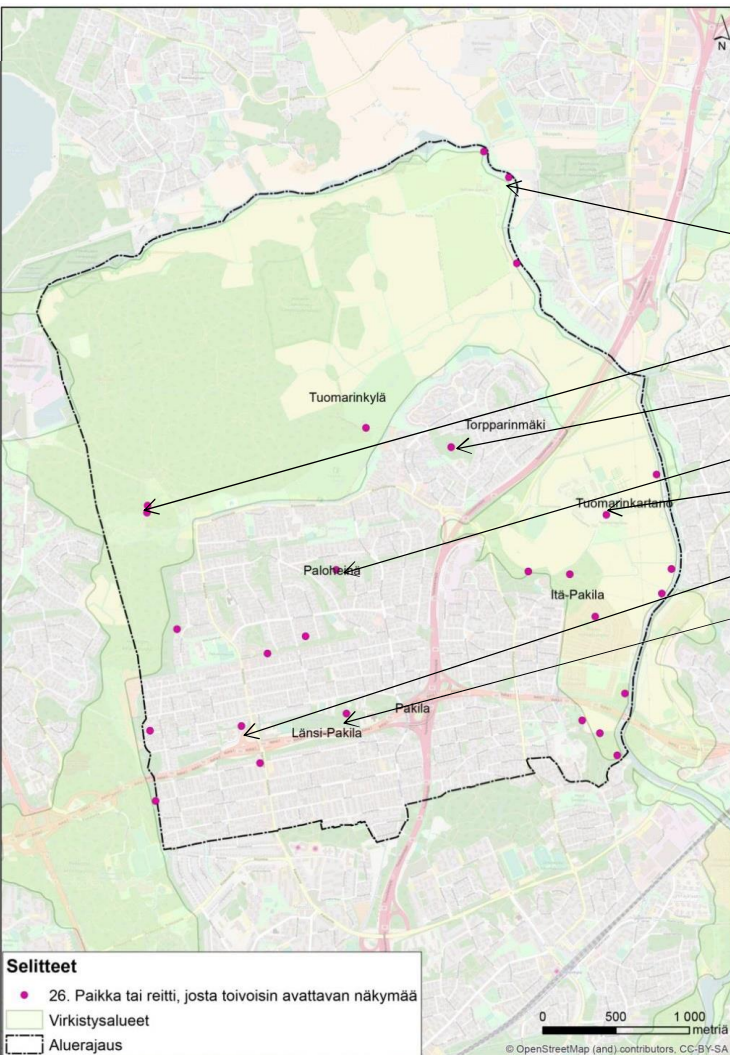 N
Tuomarinkylä
Torpparinmäki
Tuomarinkartano
Paloheinä
Itä-Pakila
Pakila
Länsi-Pakila
Selitteet
26. Paikka tai reitti, josta toivoisin avattavan näkymää
Virkistysalueet
Aluerajaus
0 500 1 000
metriä
© OpenStreetMap (and) contributors, CC-BY-SA